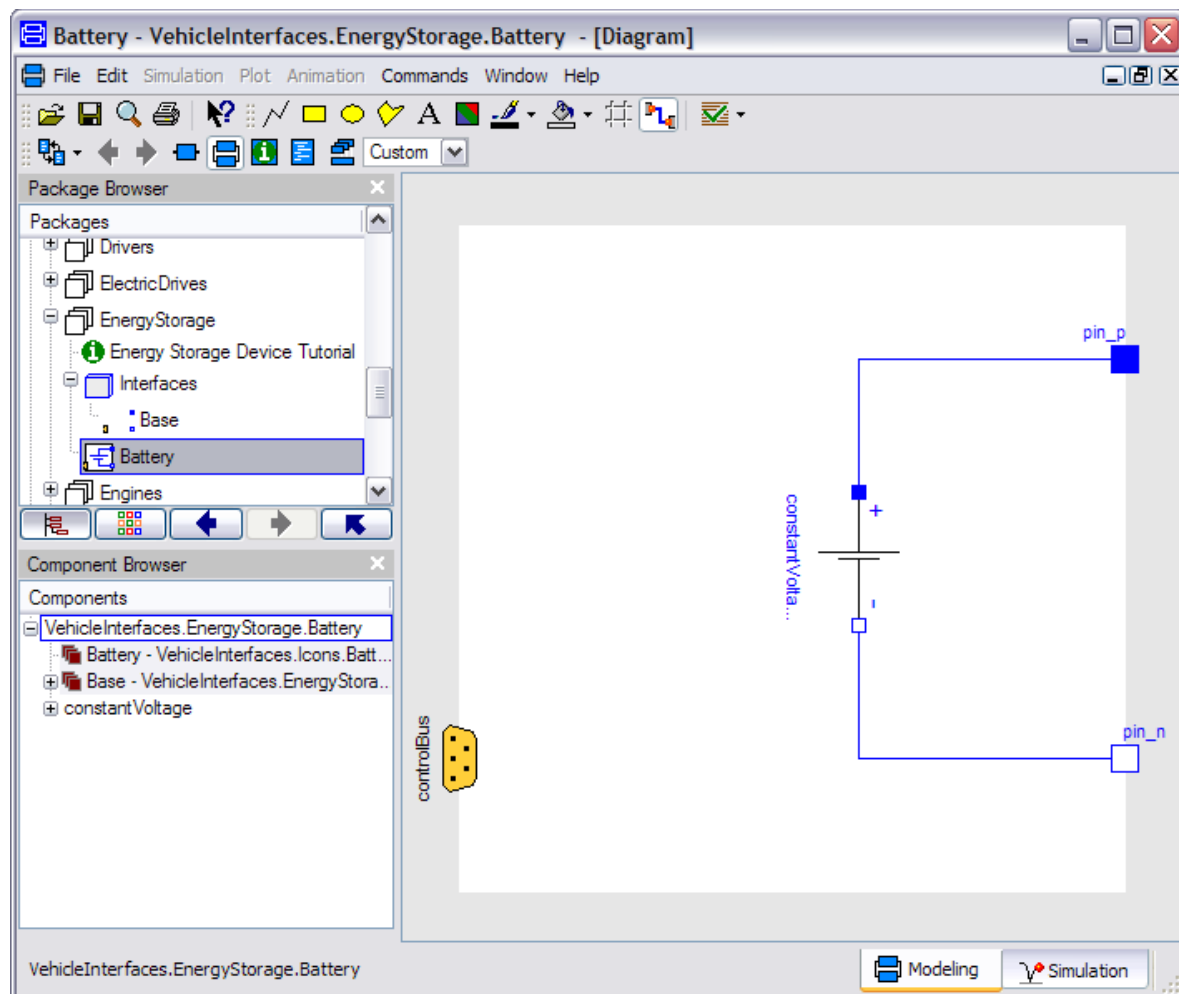 Battery - VehicleInterfaces.EnergyStorage.Battery - [Diagram]
File Edit Simulation Plot Animation Commands Window Help
A
Custom
Package Browser
Packages
Drivers
ElectricDrives
EnergyStorage
Energy Storage Device Tutorial
Interfaces
Base
Battery
Engines
Component Browser
Components
VehicleInterfaces.EnergyStorage.Battery
Battery - VehicleInterfaces.Icons.Batt...
Base - VehicleInterfaces.EnergyStora..
constantVoltage
pin_p
constantVolta...
+
-
controlBus
pin_n
VehicleInterfaces.EnergyStorage.Battery
Modeling
Simulation